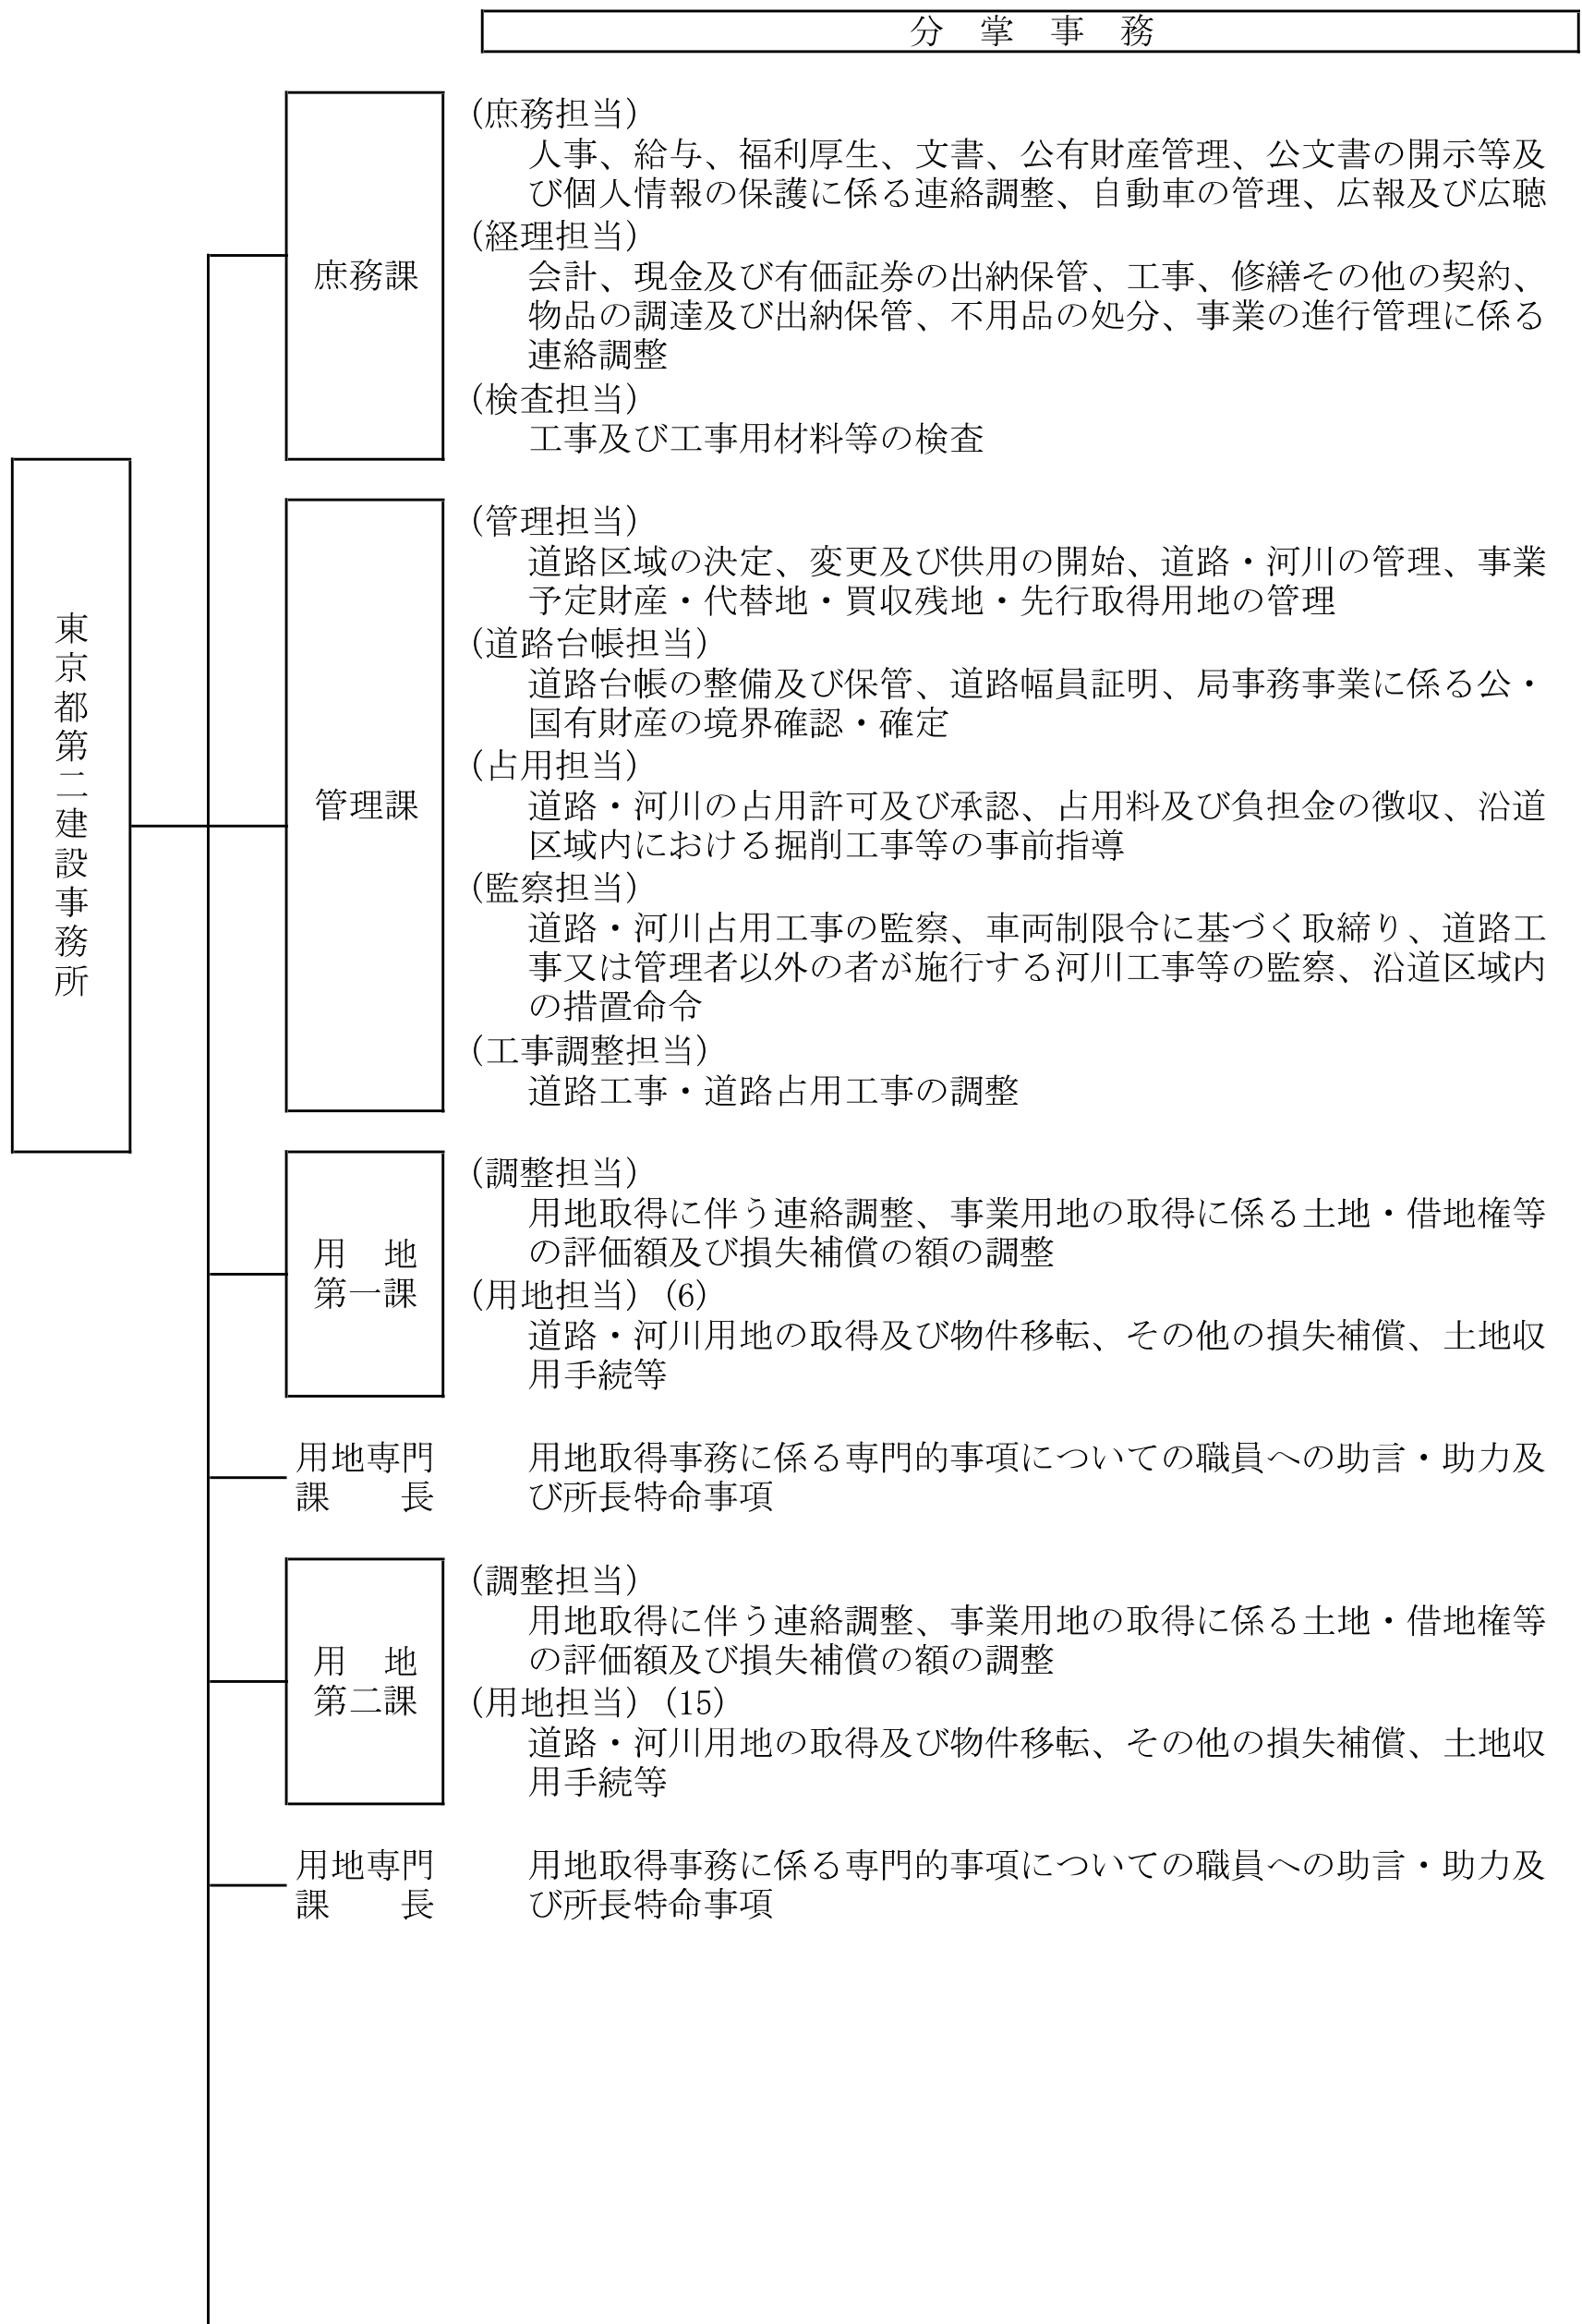 分　掌　事　務
東京都第二建設事務所
庶務課
(庶務担当)
人事、給与、福利厚生、文書、公有財産管理、公文書の開示等及
び個人情報の保護に係る連絡調整、自動車の管理、広報及び広聴
(経理担当)
会計、現金及び有価証券の出納保管、工事、修繕その他の契約、
物品の調達及び出納保管、不用品の処分、事業の進行管理に係る
連絡調整
(検査担当)
工事及び工事用材料等の検査
管理課
(管理担当)
道路区域の決定、変更及び供用の開始、道路・河川の管理、事業
予定財産・代替地・買収残地・先行取得用地の管理
(道路台帳担当)
道路台帳の整備及び保管、道路幅員証明、局事務事業に係る公・
国有財産の境界確認・確定
(占用担当)
道路・河川の占用許可及び承認、占用料及び負担金の徴収、沿道
区域内における掘削工事等の事前指導
(監察担当)
道路・河川占用工事の監察、車両制限令に基づく取締り、道路工
事又は管理者以外の者が施行する河川工事等の監察、沿道区域内
の措置命令
(工事調整担当)
道路工事・道路占用工事の調整
用　地
第一課
(調整担当)
用地取得に伴う連絡調整、事業用地の取得に係る土地・借地権等
の評価額及び損失補償の額の調整
(用地担当) (6)
道路・河川用地の取得及び物件移転、その他の損失補償、土地収
用手続等
用地専門
課　　長
用地取得事務に係る専門的事項についての職員への助言・助力及
び所長特命事項
用　地
第二課
(調整担当)
用地取得に伴う連絡調整、事業用地の取得に係る土地・借地権等
の評価額及び損失補償の額の調整
(用地担当) (15)
道路・河川用地の取得及び物件移転、その他の損失補償、土地収
用手続等
用地専門
課　　長
用地取得事務に係る専門的事項についての職員への助言・助力及
び所長特命事項